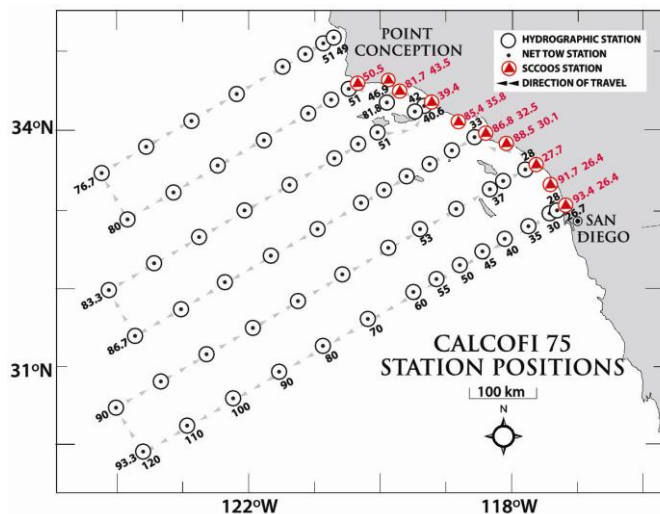 POINT
CONCEPTION
HYDROGRAPHIC STATION
NET TOW STATION
SCCOOS STATION
DIRECTION OF TRAVEL
51 49
50.5
51
46.9
81.7 43.5
81.8
42
39.4
40.6
85.4 35.8
33
86.8 32.5
88.5 30.1
51
28
27.7
91.7 26.4
28
93.4 26.4
26.7
SAN
DIEGO
37
53
30
35
40
45
50
55
60
70
80
90
100
110
120
76.7
80
83.3
86.7
90
93.3
34ºN
31ºN
CALCOFI 75
STATION POSITIONS
100 km
N
122ºW
118ºW